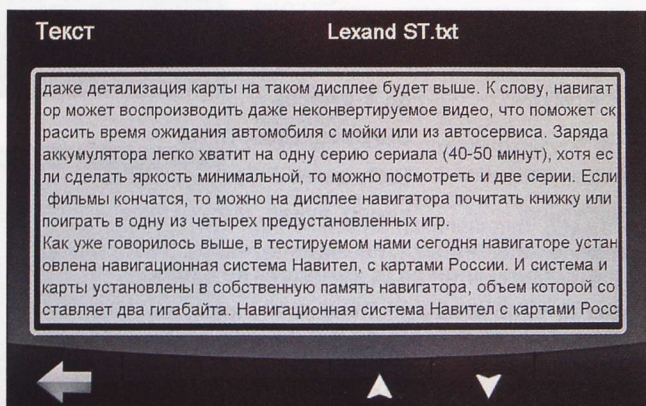 Текст
Lexand ST.txt
даже детализация карты на таком дисплее будет выше. К слову, навигат
ор может воспроизводить даже неконвертируемое видео, что поможет ск
расить время ожидания автомобиля с мойки или из автосервиса. Заряда
аккумулятора легко хватит на одну серию сериала (40-50 минут), хотя ес
ли сделать яркость минимальной, то можно посмотреть и две серии. Если
фильмы кончатся, то можно на дисплее навигатора почитать книжку или
поиграть в одну из четырех предустановленных игр.
Как уже говорилось выше, в тестируемом нами сегодня навигаторе устан
овлена навигационная система Навител, с картами России. И система и
карты установлены в собственную память навигатора, объем которой со
ставляет два гигабайта. Навигационная система Навител с картами Росс